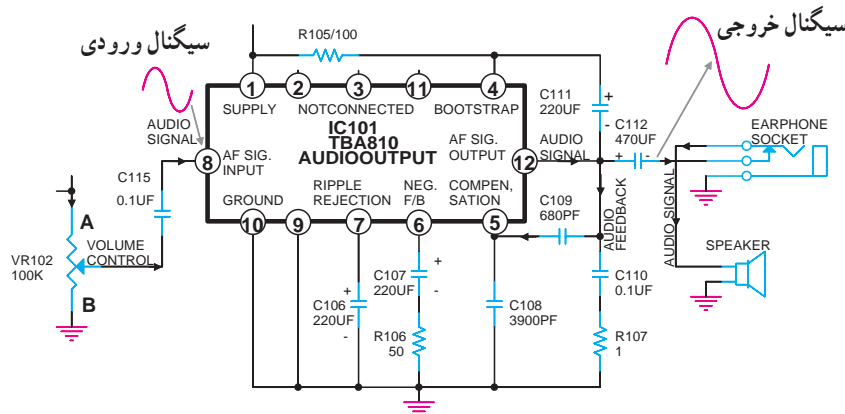 سیگنال ورودی
سیگنال خروجی
R105/100
1
2
3
11
4
SUPPLY
NOTCONNECTED
BOOTSTRAP
C111
220UF
+
-
AUDIO
SIGNAL
IC101
TBA810
AUDIOOUTPUT
8
AF SIG.
INPUT
AF SIG.
OUTPUT
12
AUDIO
SIGNAL
C112
470UF
+
-
EARPHONE
SOCKET
C115
0.1UF
GROUND
RIPPLE
REJECTION
NEG.
F/B
COMPEN,
SATION
10
9
7
6
5
C109
680PF
AUDIO
FEEDBACK
AUDIO_SIGNAL
A
VR102
100K
VOLUME
CONTROL
B
SPEAKER
+
C106
220UF
-
C107
220UF
+
-
R106
50
C108
3900PF
C110
0.1UF
R107
1